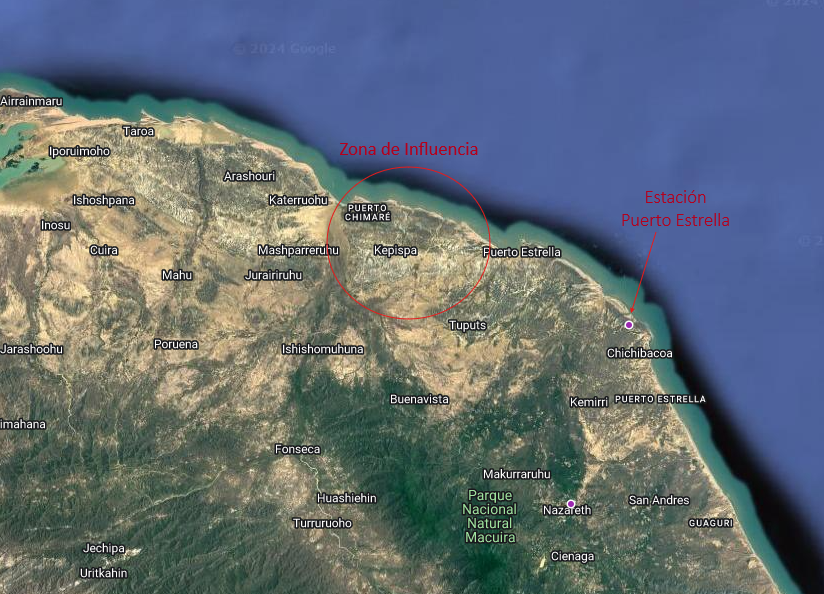 © 2024
© 2024 Google
Airrainmaru
Taroa
Zona de Influencia
Iporuimoho
Arashouri
Estación
Puerto Estrella
Ishoshpana
Kateruohu
PUERTO
CHIMARÉ
Inosu
Cuira
Mashparreruhu
Kepispa
Puerto Estrella
Mahu
Jurairiruhu
Tuputs
Jarashoohu
Poruena
Ishishomuhuna
Chichibacoa
Buenavista
Kemirri
PUERTO ESTRELLA
imahana
Fonseca
Makurraruhu
Huashiehin
Parque
Nacional
Natural
Macuira
Nazareth
San Andres
Turruruoho
GUAGURI
Jechipa
Cienaga
Uritkahin